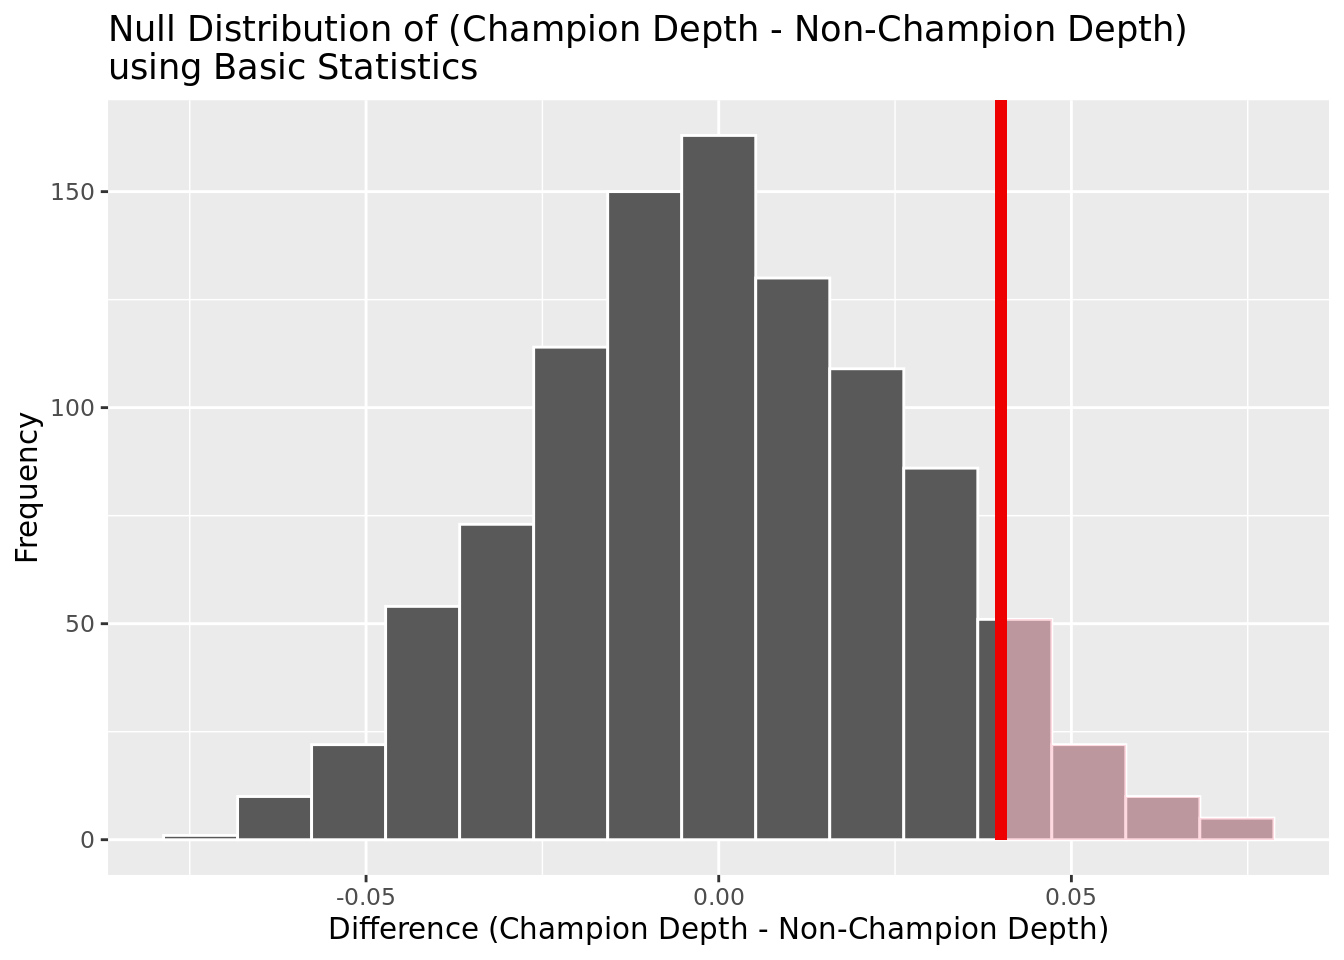 Null Distribution of (Champion Depth - Non-Champion Depth)
using Basic Statistics
Frequency
150
100
50
0
-0.05
0.00
0.05
Difference (Champion Depth - Non-Champion Depth)